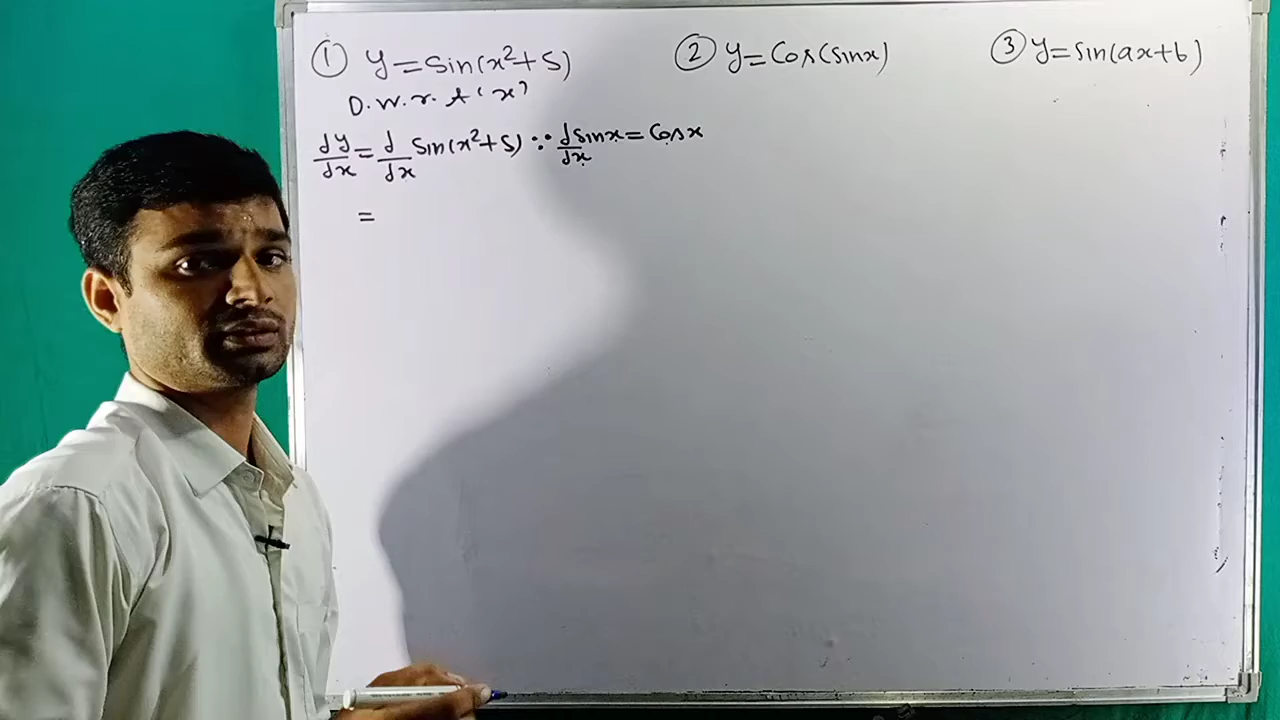 ① y=Sin(x²+5)
② y=Cos(sinx)
③ y=sin(ax+b)
D.W.r. t 'x'
dy/dx = d/dx Sin(x²+5) ∵ d/dx sinx = Cosx
=